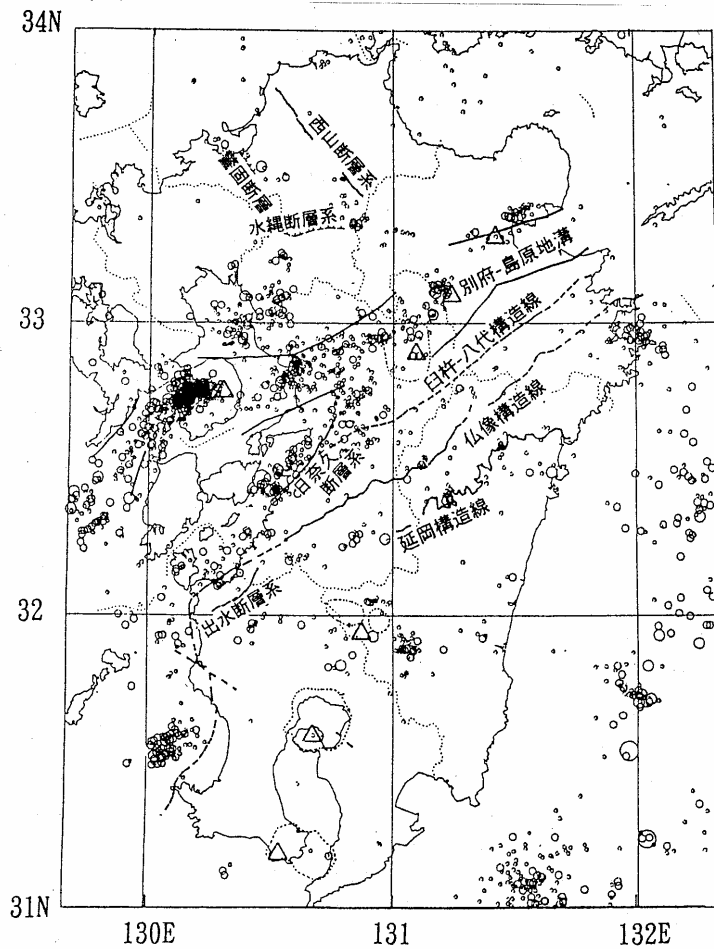 34N
西山断層系
警固断層
水縄断層系
別府-島原地溝
33
臼杵-八代構造線
仏像構造線
日奈久断層系
延岡構造線
32
出水断層系
31N
130E
131
132E